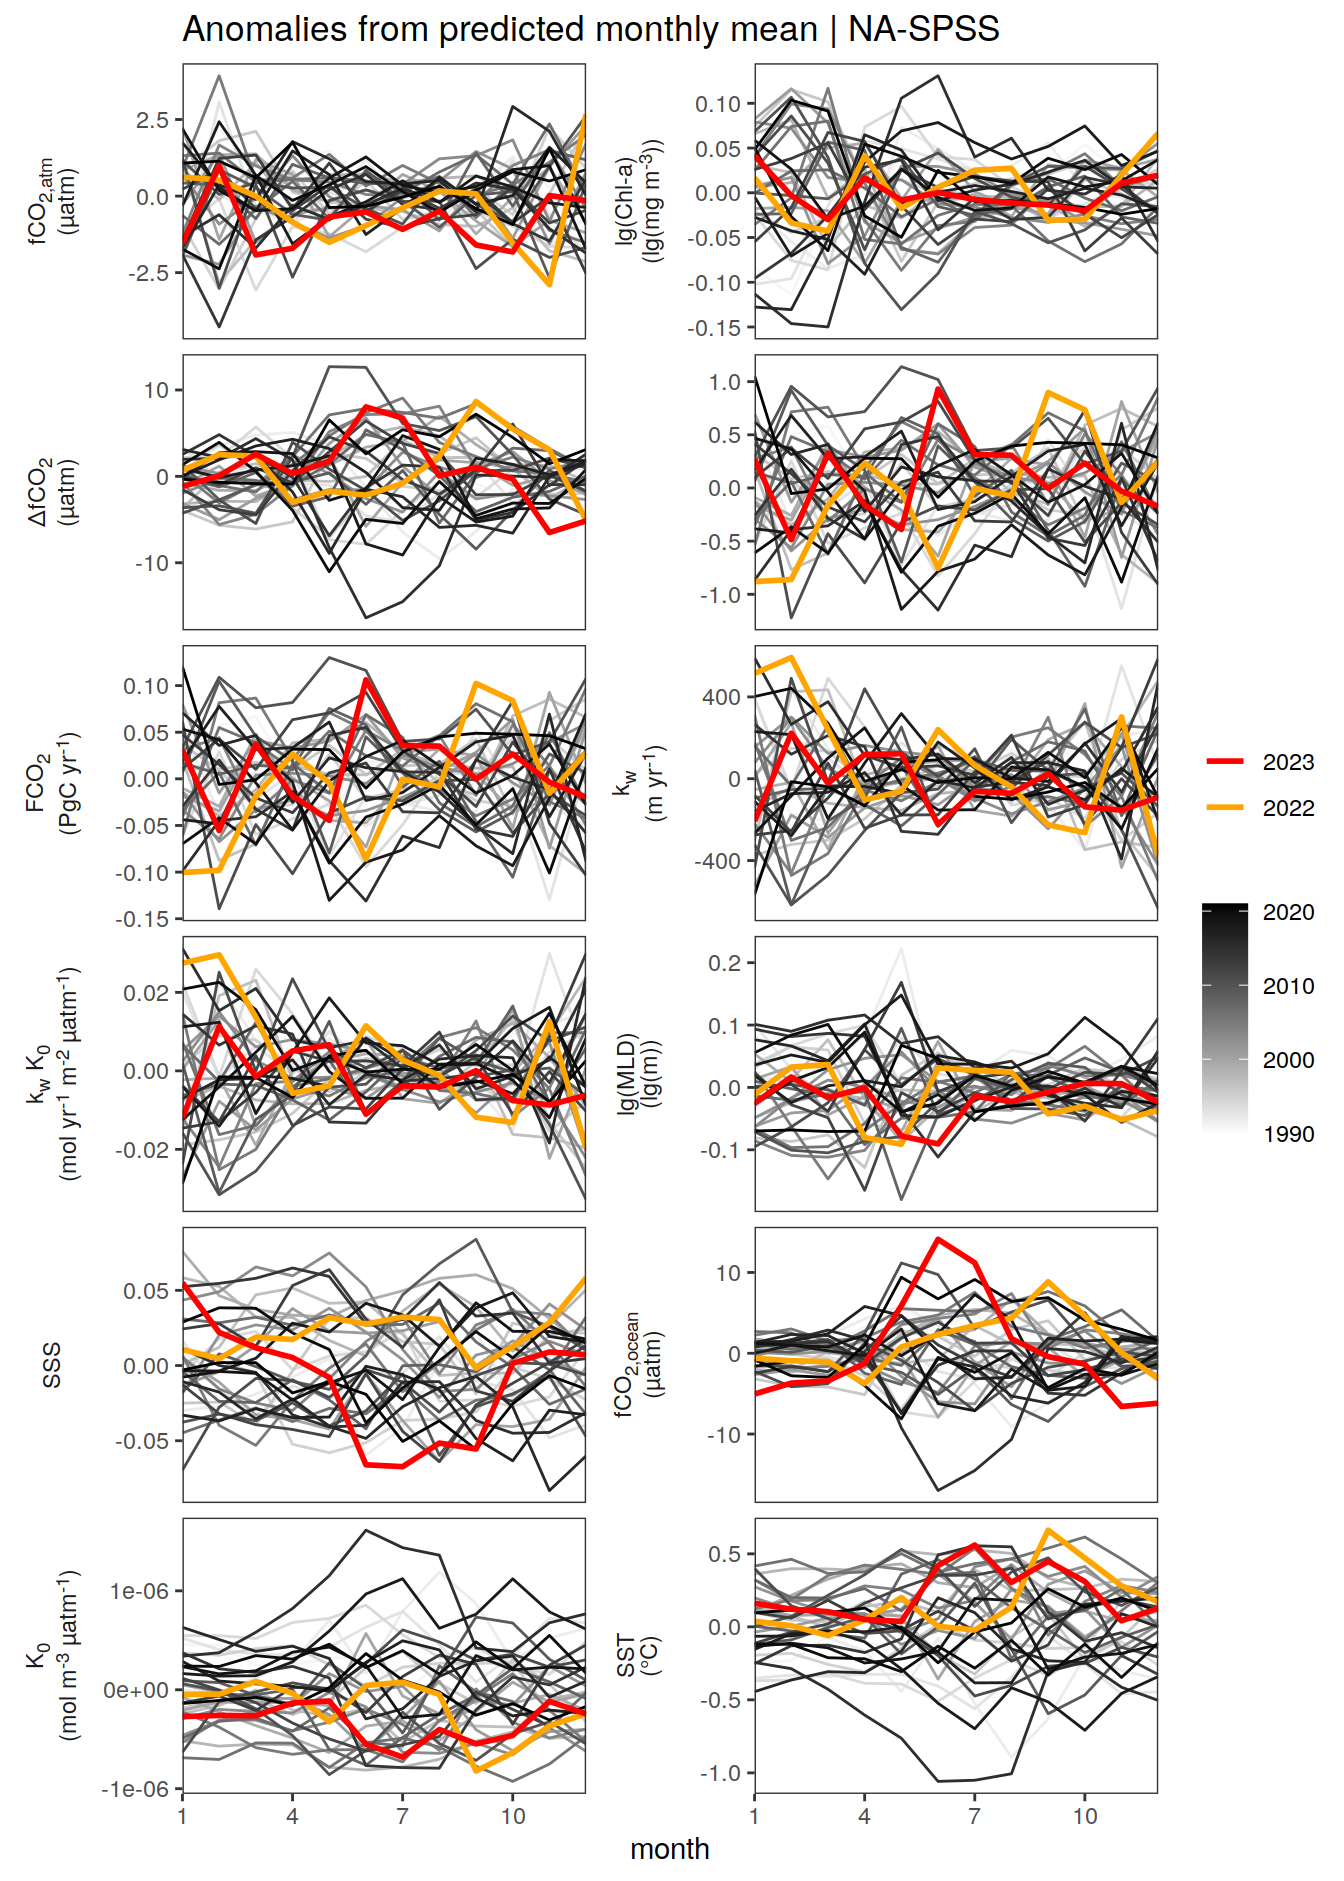 Anomalies from predicted monthly mean | NA-SPSS
fCO2,atm
(µatm)
2.5
0.0
-2.5
lg(Chl-a)
(lg(mg m-3))
0.10
0.05
0.00
-0.05
-0.10
-0.15
ΔfCO2
(µatm)
10
0
-10
1.0
0.5
0.0
-0.5
-1.0
FCO2
(PgC yr-1)
0.10
0.05
0.00
-0.05
-0.10
-0.15
kw
(m yr-1)
400
0
-400
kw K0
(mol yr-1 m-2 µatm-1)
0.02
0.00
-0.02
lg(MLD)
(lg(m))
0.2
0.1
0.0
-0.1
SSS
0.05
0.00
-0.05
fCO2,ocean
(µatm)
10
0
-10
K0
(mol m-3 µatm-1)
1e-06
0e+00
-1e-06
SST
(°C)
0.5
0.0
-0.5
-1.0
1 4 7 10
1 4 7 10
month
2023
2022
2020
2010
2000
1990